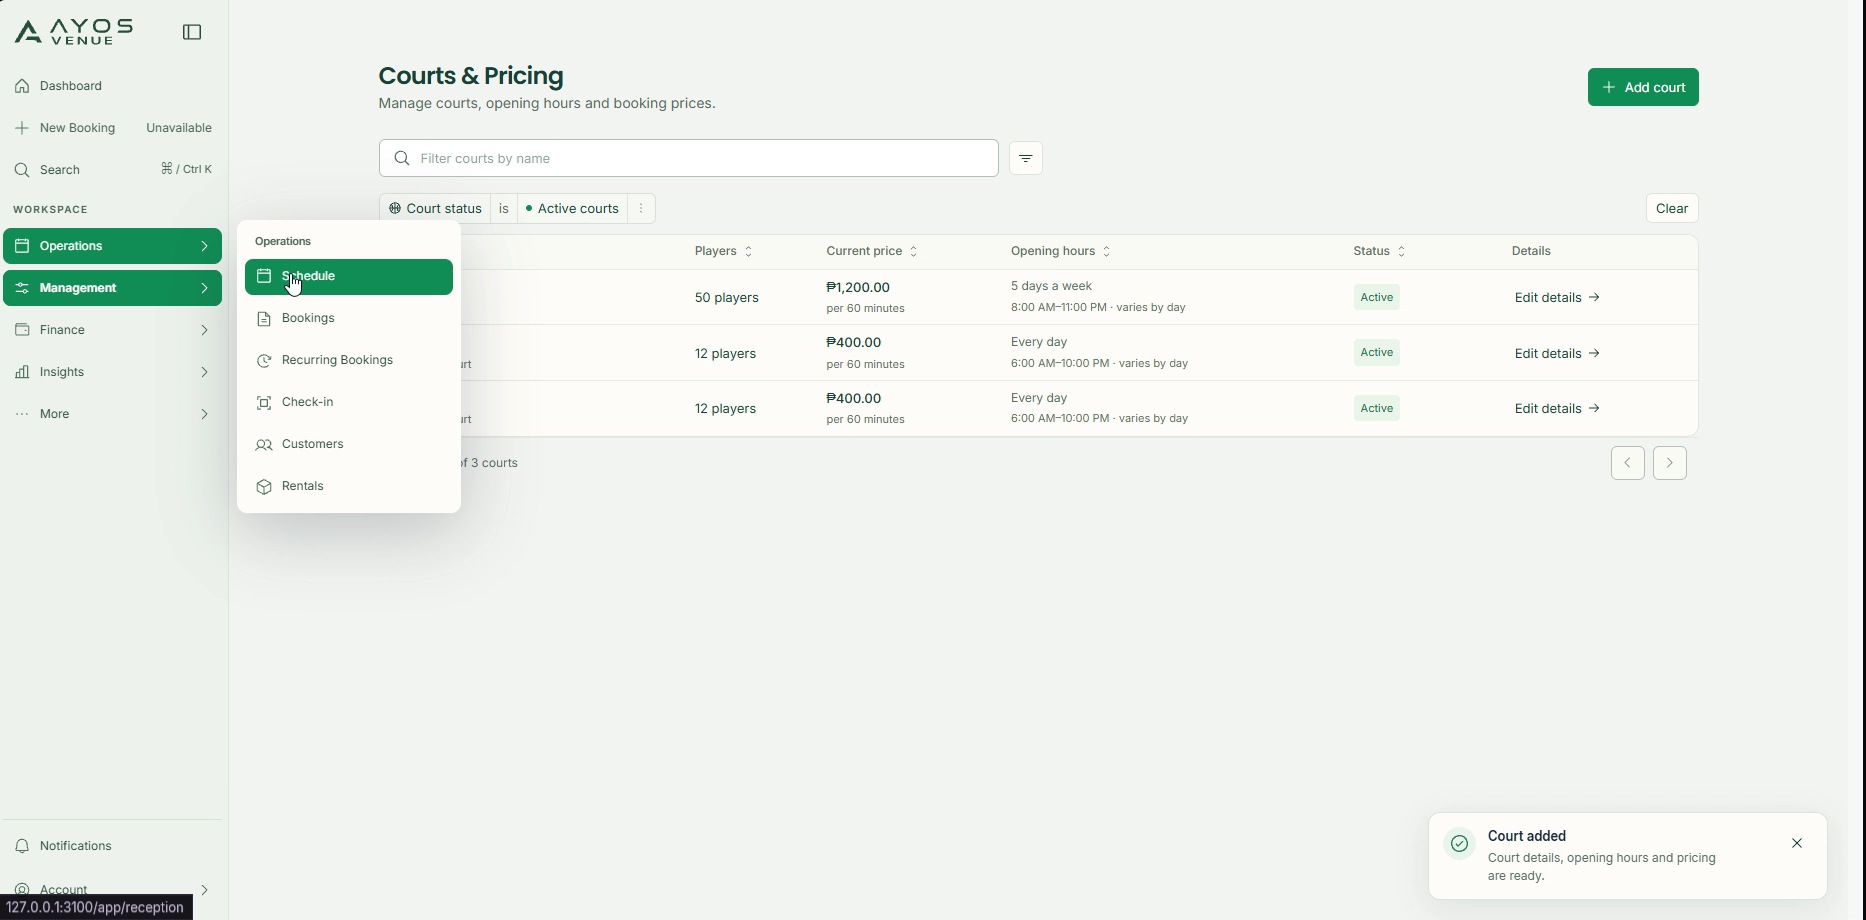 AYOS
VENUE
Dashboard
New Booking Unavailable
Search ⌘ / Ctrl K
WORKSPACE
Operations
Management
Finance
Insights
More
Notifications
Account
127.0.0.1:3100/app/reception
Operations
Schedule
Bookings
Recurring Bookings
Check-in
Customers
Rentals
Courts & Pricing
Manage courts, opening hours and booking prices.
+ Add court
Filter courts by name
Court status is Active courts
Clear
Players Current price Opening hours Status Details
50 players ₱1,200.00 per 60 minutes 5 days a week 8:00 AM–11:00 PM · varies by day Active Edit details →
12 players ₱400.00 per 60 minutes Every day 6:00 AM–10:00 PM · varies by day Active Edit details →
12 players ₱400.00 per 60 minutes Every day 6:00 AM–10:00 PM · varies by day Active Edit details →
of 3 courts
Court added
Court details, opening hours and pricing
are ready.